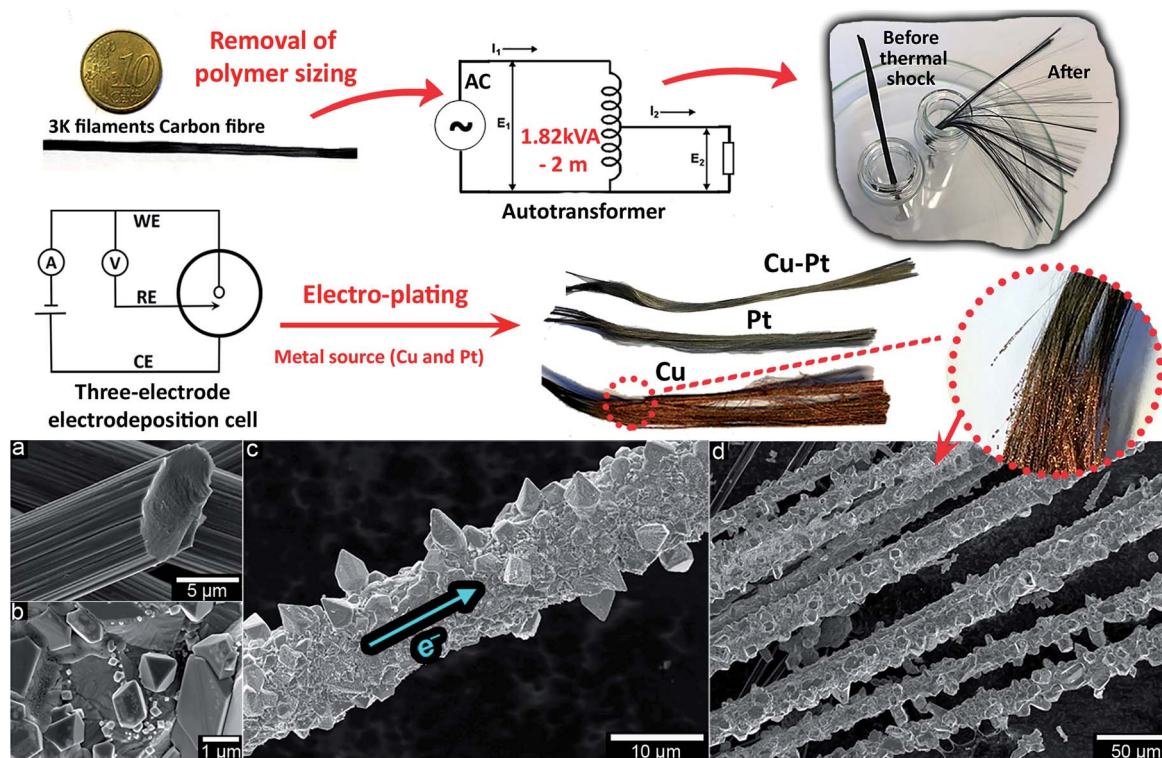 Removal of
polymer sizing
10
3K filaments Carbon fibre
I₁
AC
~
E₁
1.82kVA
- 2 m
I₂
E₂
Autotransformer
Before
thermal
shock
After
WE
A
V
RE
CE
Three-electrode
electrodeposition cell
Electro-plating
Metal source (Cu and Pt)
Cu-Pt
Pt
Cu
a
5 µm
b
1 µm
c
e⁻
10 µm
d
50 µm